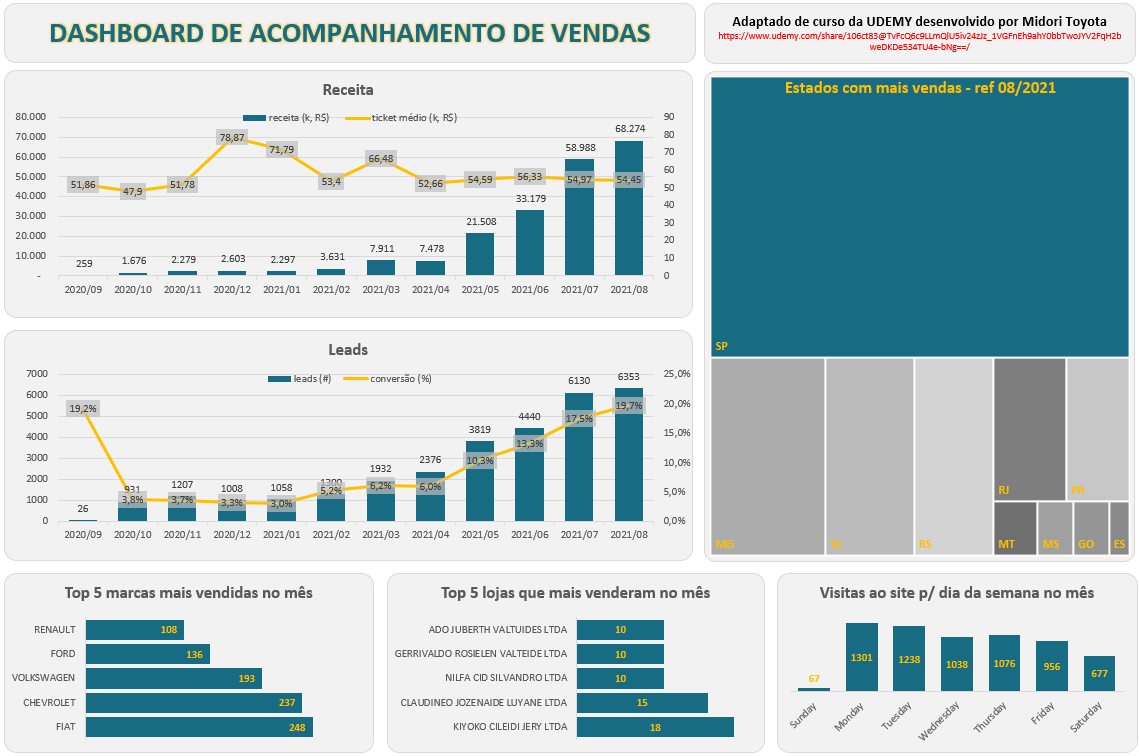 DASHBOARD DE ACOMPANHAMENTO DE VENDAS
Adaptado de curso da UDEMY desenvolvido por Midori Toyota
Receita
receita (k, R$)
ticket médio (k, R$)
80.000
70.000
60.000
50.000
40.000
30.000
20.000
10.000
-
90
80
70
60
50
40
30
20
10
0
51,86
47,9
51,78
78,87
71,79
53,4
66,48
52,66
54,59
56,33
54,97
54,45
259
1.676
2.279
2.603
2.297
3.631
7.911
7.478
21.508
33.179
58.988
68.274
2020/09
2020/10
2020/11
2020/12
2021/01
2021/02
2021/03
2021/04
2021/05
2021/06
2021/07
2021/08
Estados com mais vendas - ref 08/2021
SP
MG
RS
RJ
PR
MT
MS
GO
ES
Leads
leads (#)
conversão (%)
7000
6000
5000
4000
3000
2000
1000
0
25,0%
20,0%
15,0%
10,0%
5,0%
0,0%
19,2%
3,8%
3,7%
3,3%
3,0%
5,2%
6,2%
6,0%
10,3%
13,3%
17,5%
19,7%
26
931
1207
1008
1058
1300
1932
2376
3819
4440
6130
6353
2020/09
2020/10
2020/11
2020/12
2021/01
2021/02
2021/03
2021/04
2021/05
2021/06
2021/07
2021/08
Top 5 marcas mais vendidas no mês
RENAULT 108
FORD 136
VOLKSWAGEN 193
CHEVROLET 237
FIAT 248
Top 5 lojas que mais venderam no mês
ADO JUBERTH VALTUIDES LTDA 10
GERRIVALDO ROSIELEN VALTEIDE LTDA 10
NILFA CID SILVANDRO LTDA 10
CLAUDINEO JOZENAIDE LUYANE LTDA 15
KIYOKO CILEIDI JERY LTDA 18
Visitas ao site p/ dia da semana no mês
67
1301
1238
1038
1076
956
677
Sunday
Monday
Tuesday
Wednesday
Thursday
Friday
Saturday